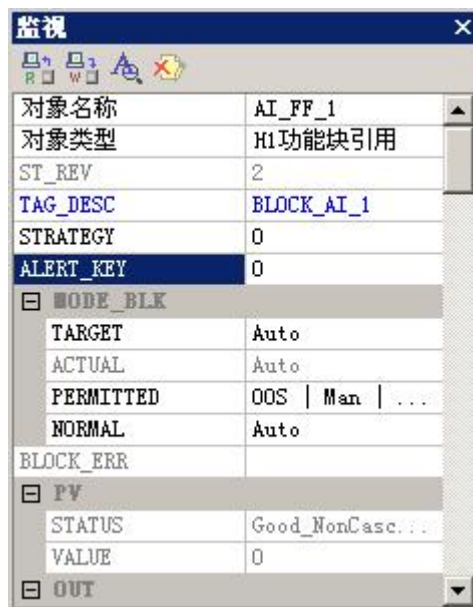 监视
R W A
对象名称 AI_FF_1
对象类型 H1功能块引用
ST_REV 2
TAG_DESC BLOCK_AI_1
STRATEGY 0
ALERT_KEY 0
MODE_BLK
TARGET Auto
ACTUAL Auto
PERMITTED OOS | Man | ...
NORMAL Auto
BLOCK_ERR
PV
STATUS Good_NonCasc...
VALUE 0
OUT